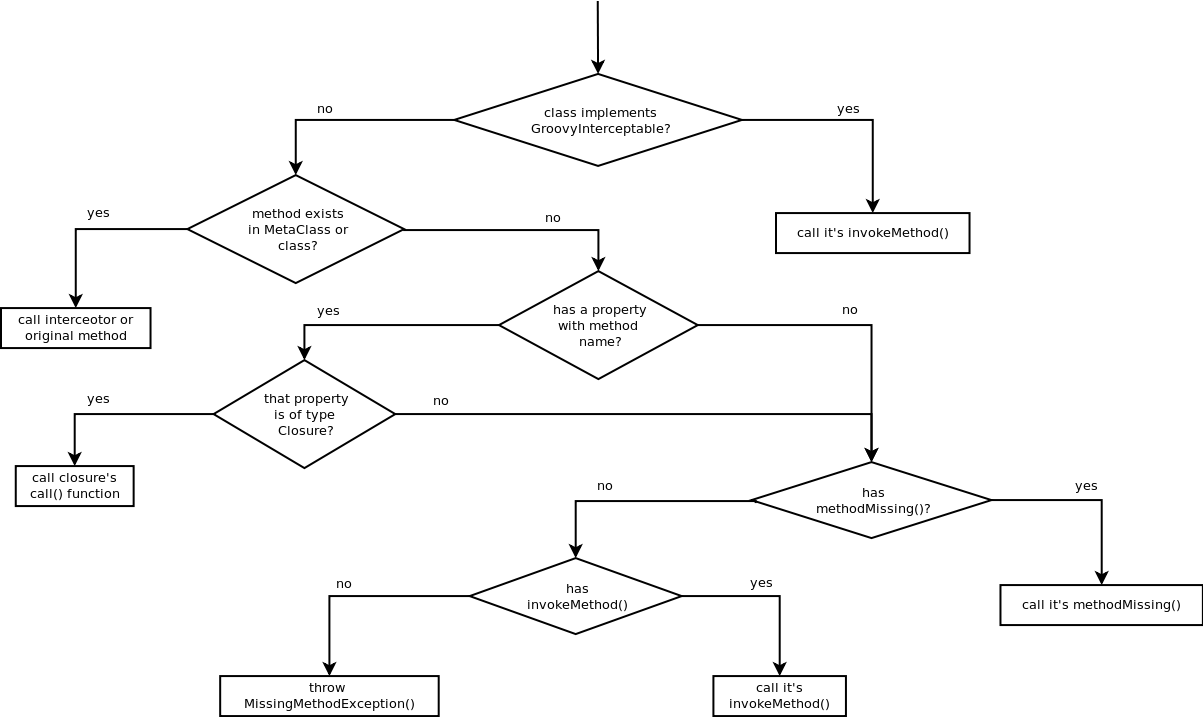 class implements
GroovyInterceptable?
no
yes
method exists
in MetaClass or
class?
yes
no
call it's invokeMethod()
has a property
with method
name?
call interceotor or
original method
yes
no
that property
is of type
Closure?
yes
no
call closure's
call() function
has
methodMissing()?
no
yes
has
invokeMethod()
no
yes
call it's methodMissing()
throw
MissingMethodException()
call it's
invokeMethod()